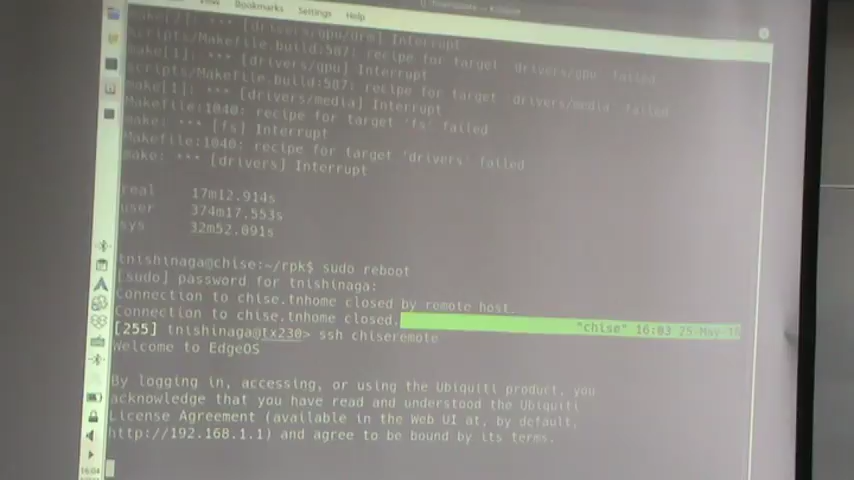 View Bookmarks Settings Help
make[2]: *** [drivers/gpu/drm] Interrupt
scripts/Makefile.build:587: recipe for target 'drivers/gpu' failed
make[1]: *** [drivers/gpu] Interrupt
scripts/Makefile.build:587: recipe for target 'drivers/media' failed
make[1]: *** [drivers/media] Interrupt
Makefile:1040: recipe for target 'fs' failed
make: *** [fs] Interrupt
Makefile:1040: recipe for target 'drivers' failed
make: *** [drivers] Interrupt
real 17m12.914s
user 374m17.553s
sys 32m52.091s
tnishinaga@chise:~/rpk$ sudo reboot
[sudo] password for tnishinaga:
Connection to chise.tnhome closed by remote host.
Connection to chise.tnhome closed.
"chise" 16:03 25-May-
[255] tnishinaga@tx230> ssh chiseremote
Welcome to EdgeOS
By logging in, accessing, or using the Ubiquiti product, you
acknowledge that you have read and understood the Ubiquiti
License Agreement (available in the Web UI at, by default,
http://192.168.1.1) and agree to be bound by its terms.
16:04